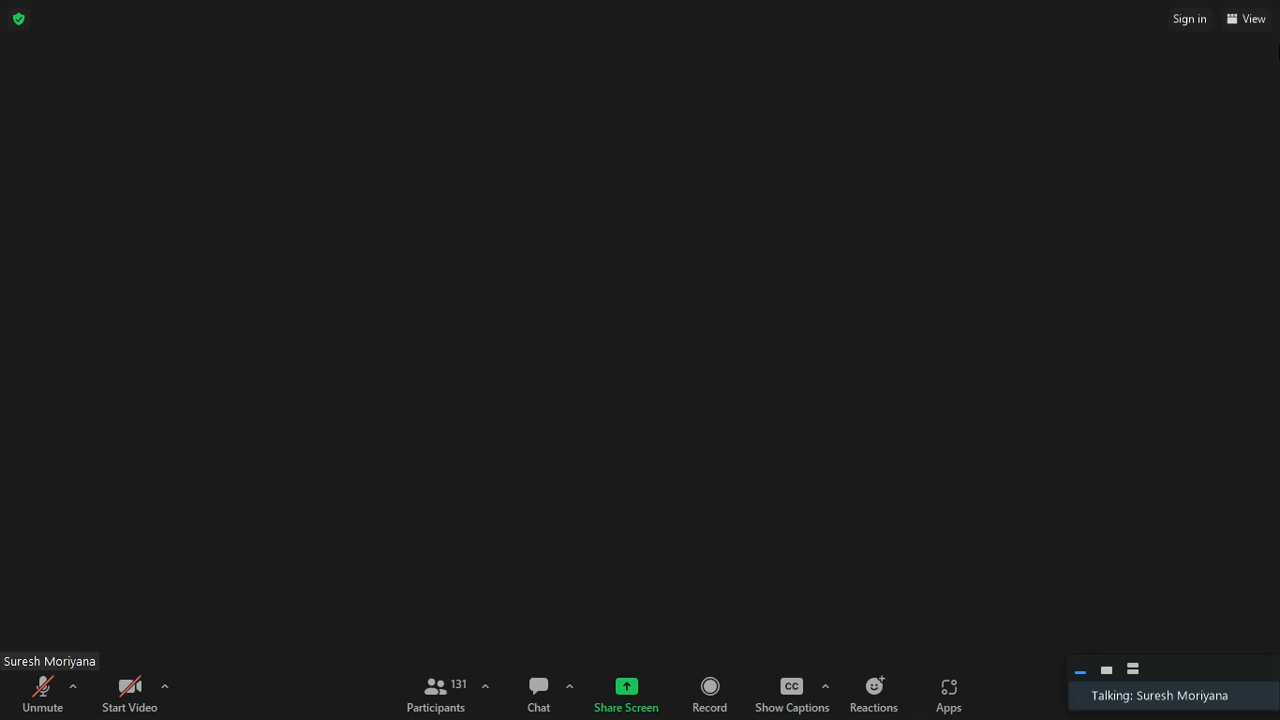 Sign in
View
Suresh Moriyana
Talking: Suresh Moriyana
Unmute
Start Video
Participants
131
Chat
Share Screen
Record
CC
Show Captions
Reactions
Apps